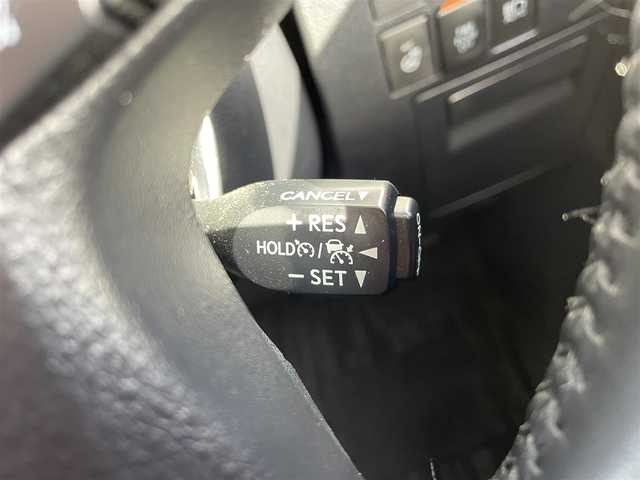 CANCEL▼
+ RES ▲
HOLD / ◀
− SET ▼